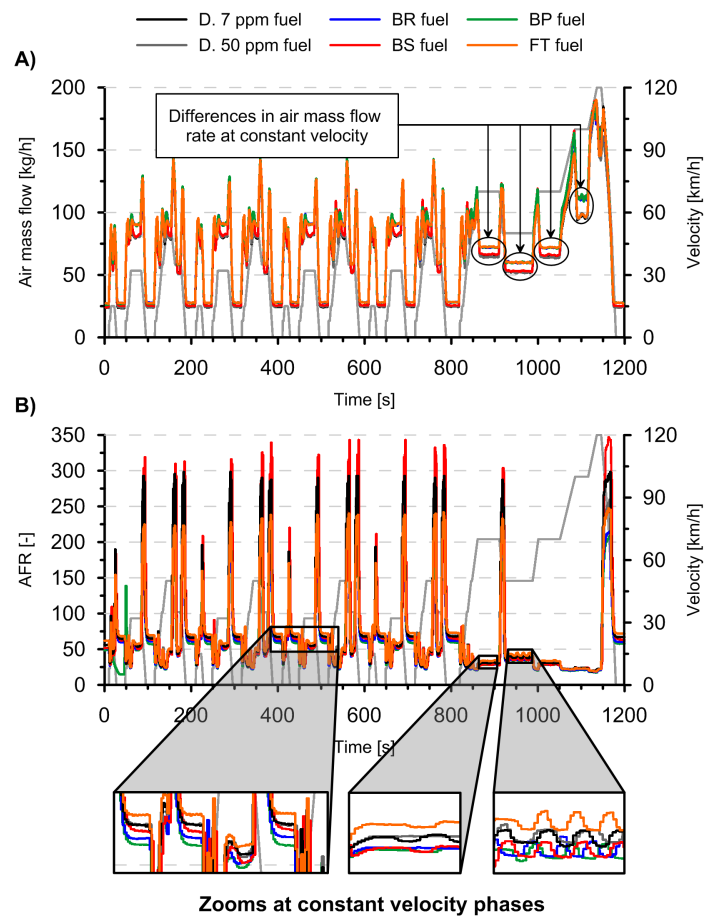 D. 7 ppm fuel BR fuel BP fuel
D. 50 ppm fuel BS fuel FT fuel
A)
Differences in air mass flow
rate at constant velocity
Air mass flow [kg/h]
200
150
100
50
0
Velocity [km/h]
120
90
60
30
0
0 200 400 600 800 1000 1200
Time [s]
B)
AFR [-]
350
300
250
200
150
100
50
0
Velocity [km/h]
120
90
60
30
0
0 200 400 600 800 1000 1200
Time [s]
Zooms at constant velocity phases